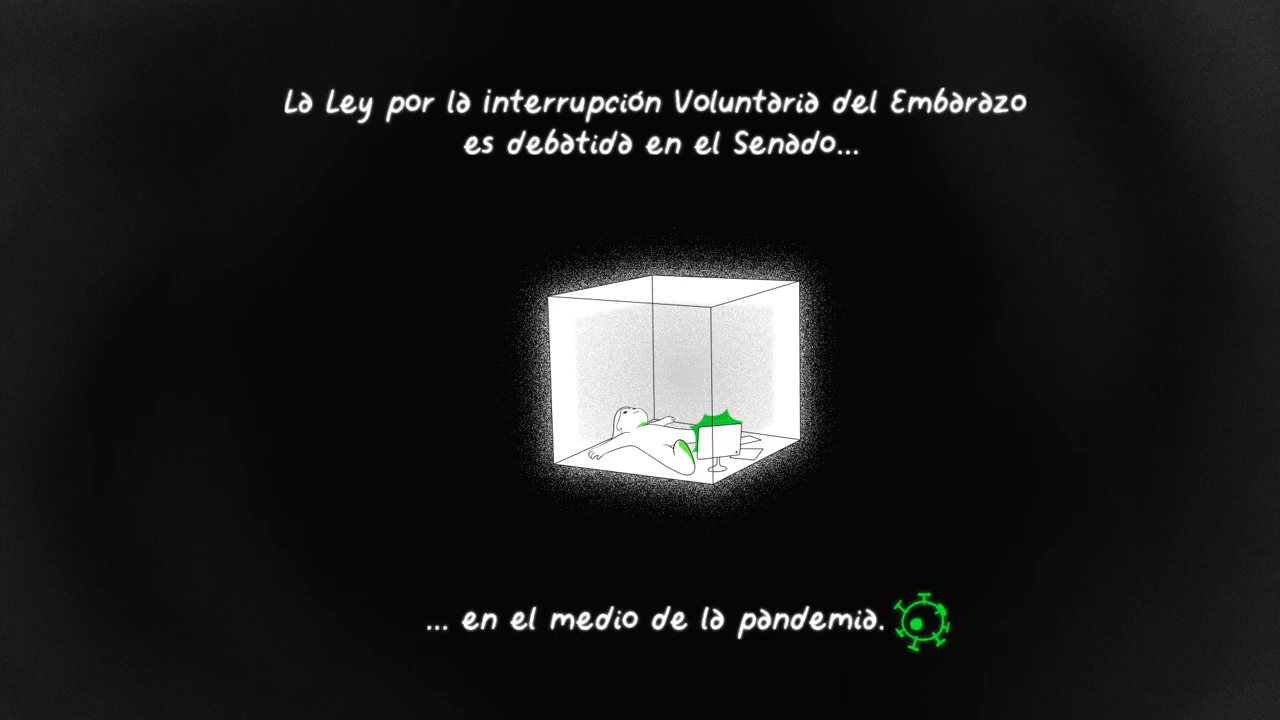 La Ley por la interrupción Voluntaria del Embarazo
es debatida en el Senado...
... en el medio de la pandemia.